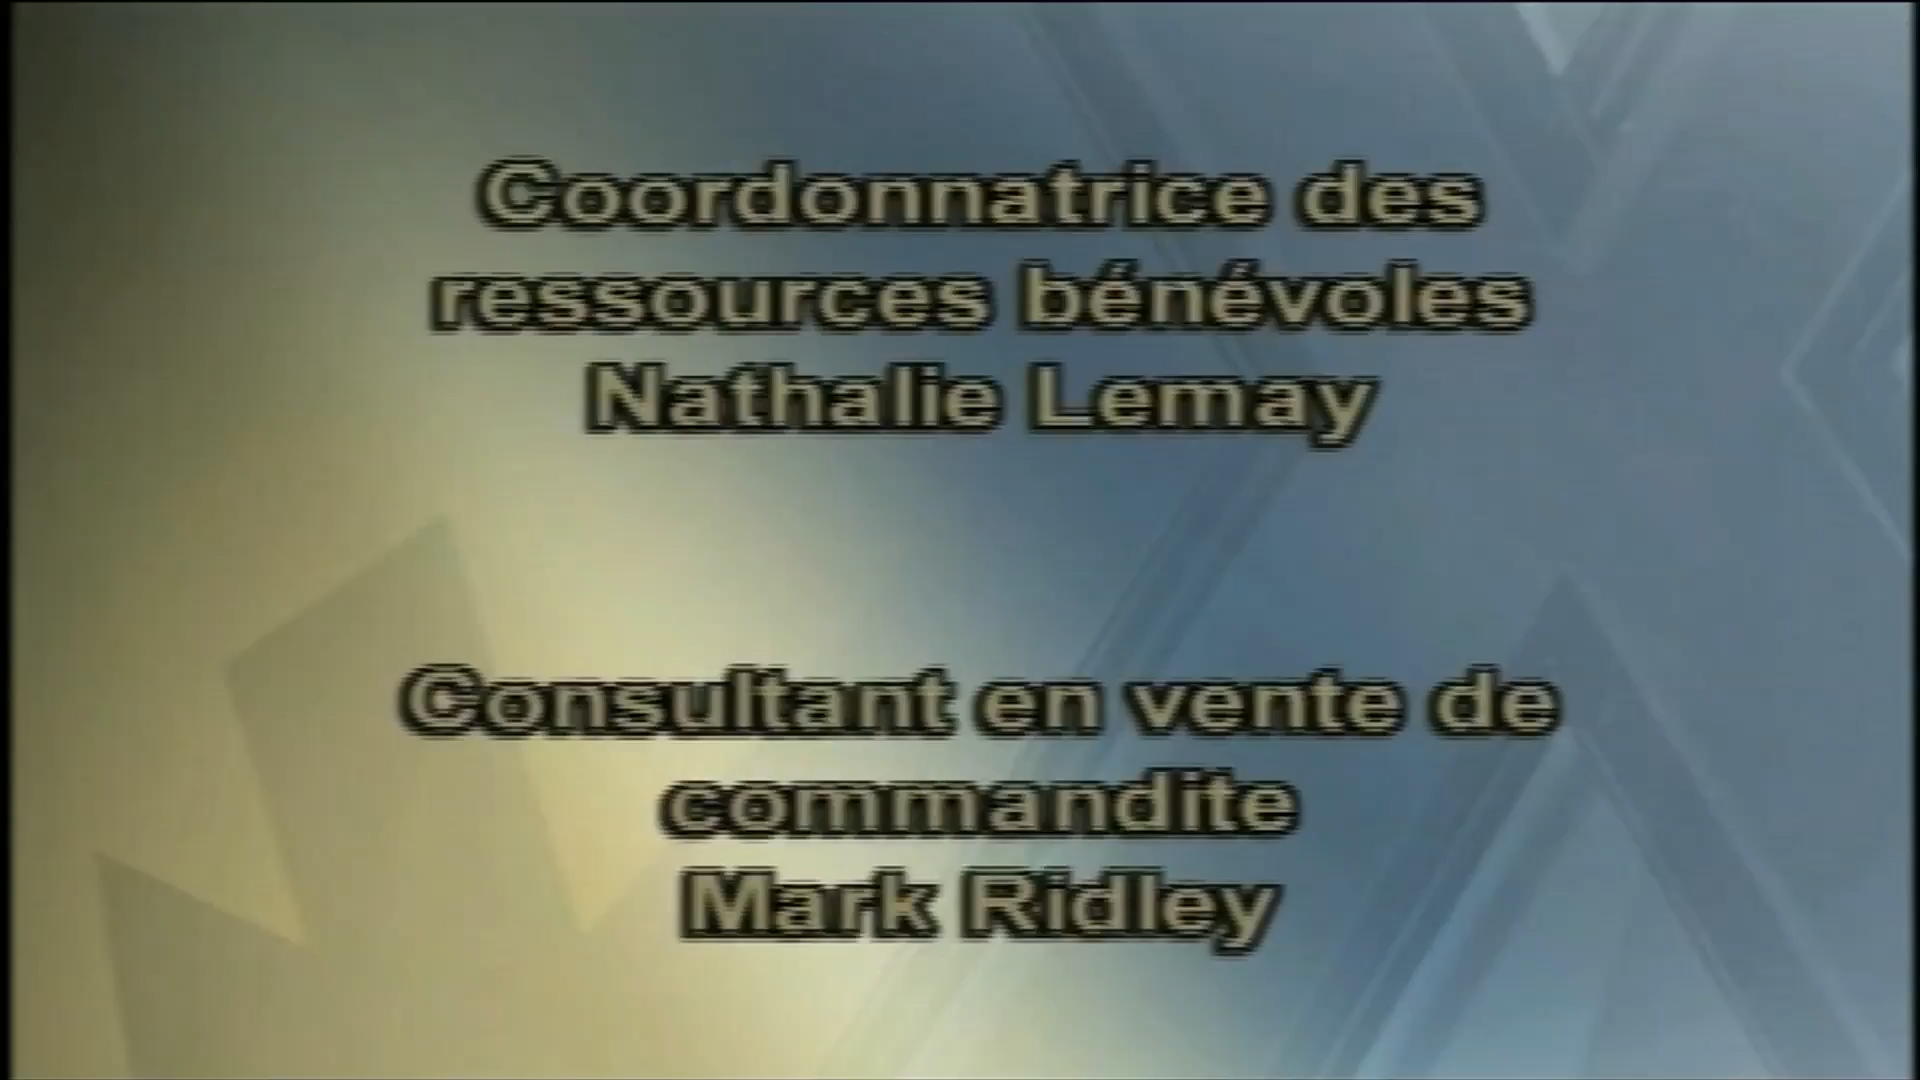 Coordonnatrice des
ressources bénévoles
Nathalie Lemay
Consultant en vente de
commandite
Mark Ridley